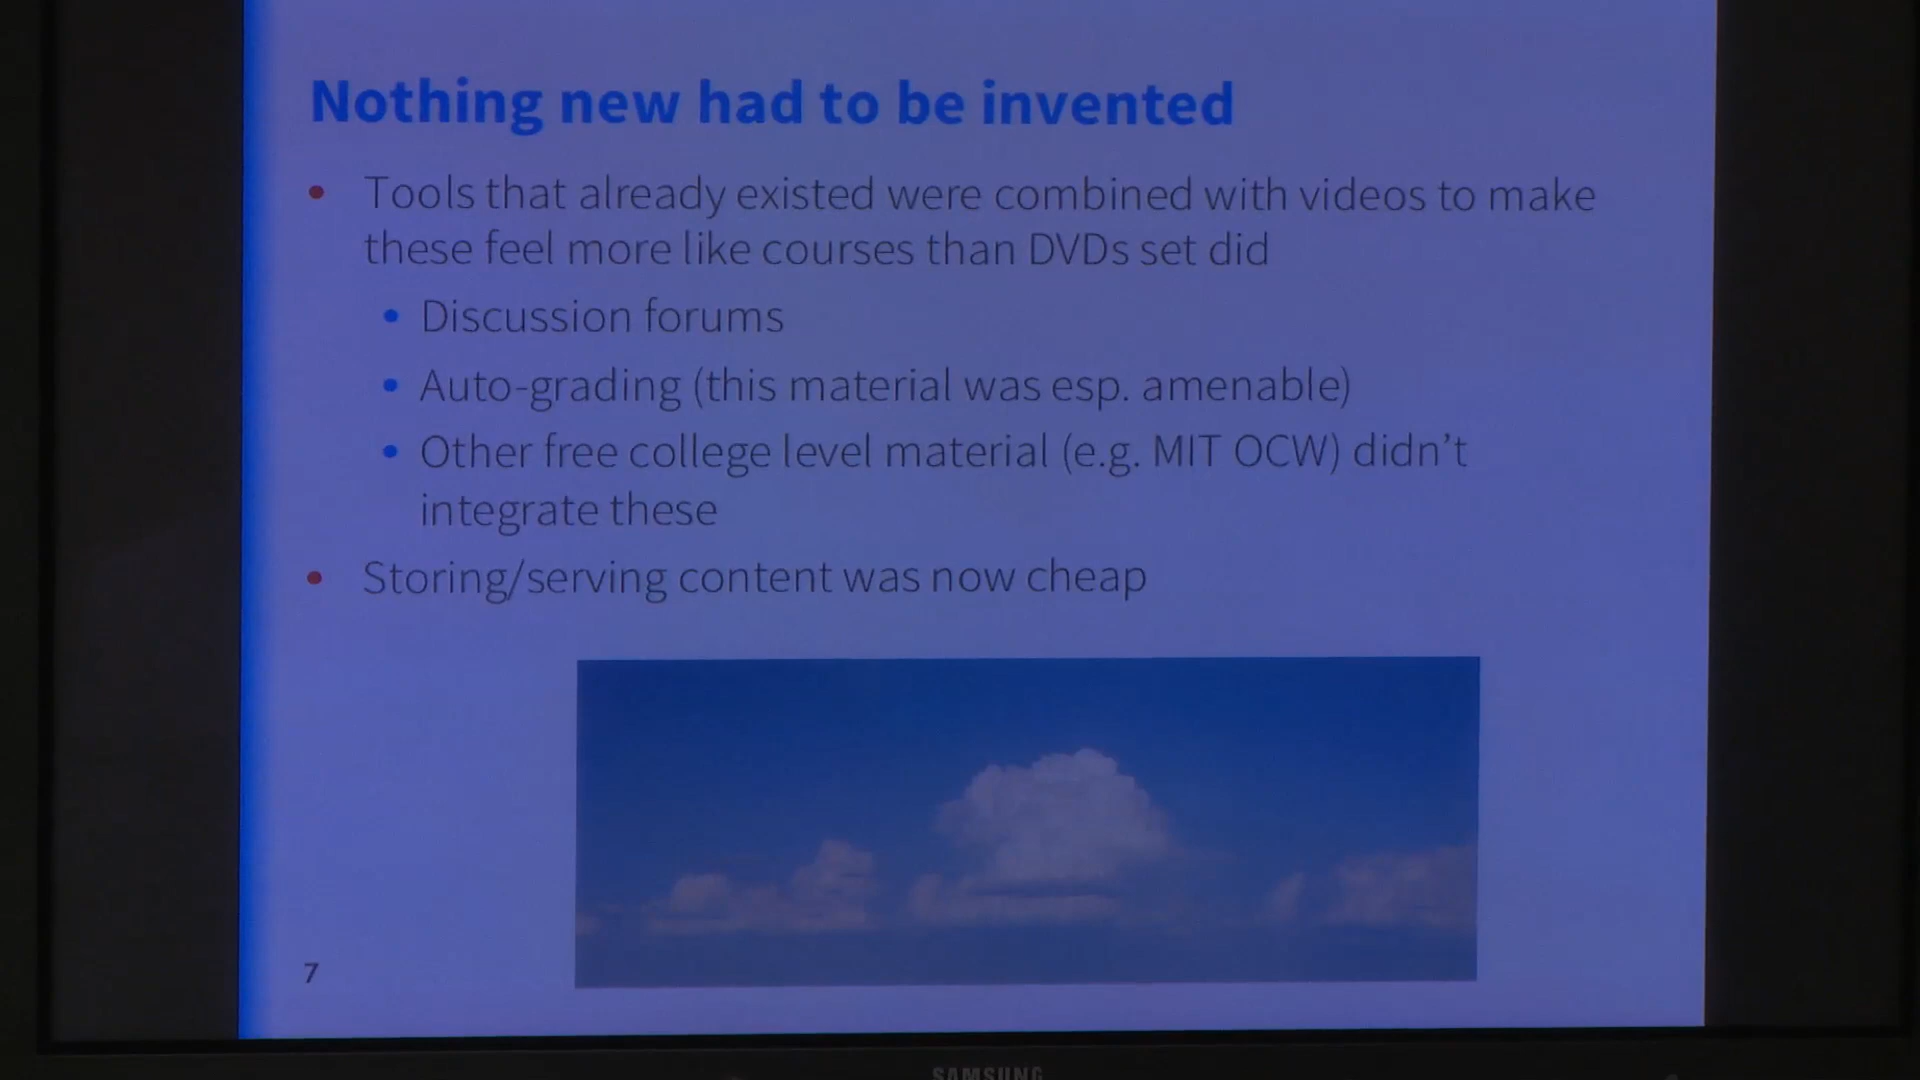 Nothing new had to be invented
• Tools that already existed were combined with videos to make
these feel more like courses than DVDs set did
• Discussion forums
• Auto-grading (this material was esp. amenable)
• Other free college level material (e.g. MIT OCW) didn't
integrate these
• Storing/serving content was now cheap
7
SAMSUNG